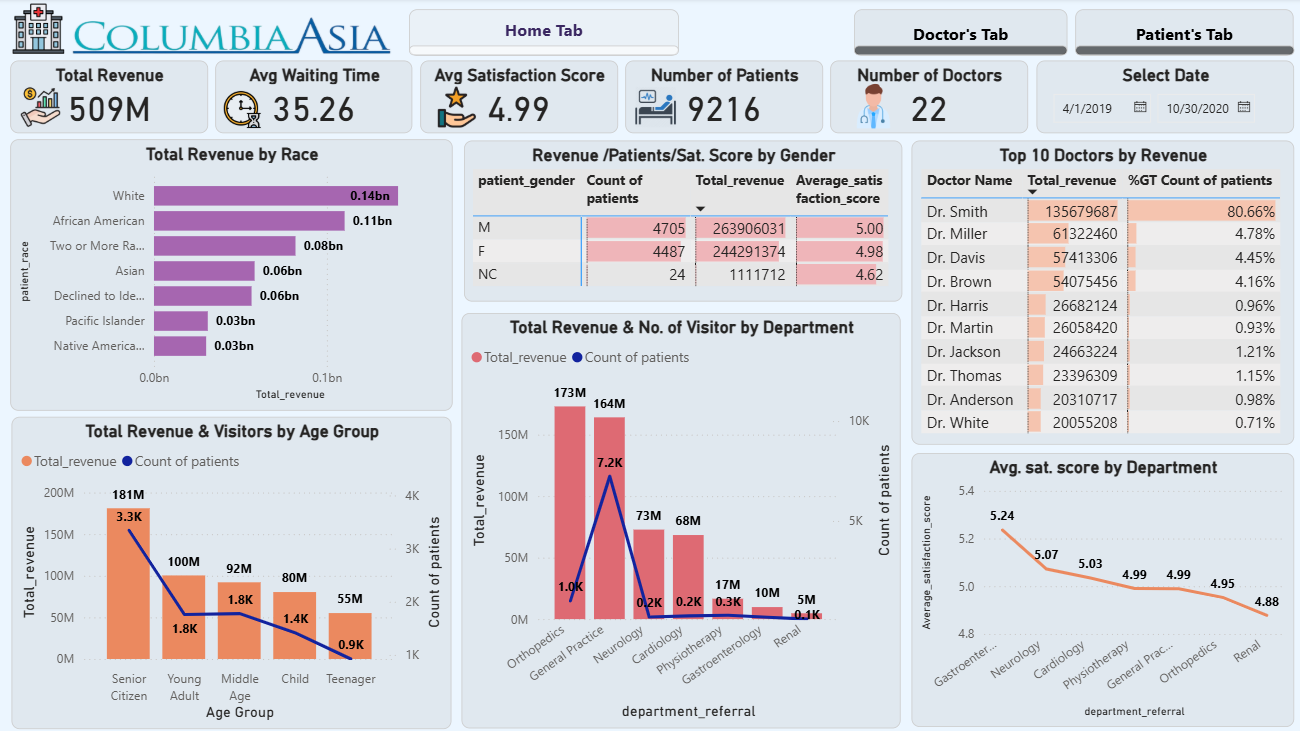 COLUMBIAASIA
Home Tab
Doctor's Tab
Patient's Tab
Total Revenue
509M
Avg Waiting Time
35.26
Avg Satisfaction Score
4.99
Number of Patients
9216
Number of Doctors
22
Select Date
4/1/2019 10/30/2020
Total Revenue by Race
patient_race
White 0.14bn
African American 0.11bn
Two or More Ra... 0.08bn
Asian 0.06bn
Declined to Ide... 0.06bn
Pacific Islander 0.03bn
Native America... 0.03bn
0.0bn 0.1bn
Total_revenue
Revenue /Patients/Sat. Score by Gender
patient_gender Count of patients Total_revenue Average_satis faction_score
M 4705 263906031 5.00
F 4487 244291374 4.98
NC 24 1111712 4.62
Top 10 Doctors by Revenue
Doctor Name Total_revenue %GT Count of patients
Dr. Smith 135679687 80.66%
Dr. Miller 61322460 4.78%
Dr. Davis 57413306 4.45%
Dr. Brown 54075456 4.16%
Dr. Harris 26682124 0.96%
Dr. Martin 26058420 0.93%
Dr. Jackson 24663224 1.21%
Dr. Thomas 23396309 1.15%
Dr. Anderson 20310717 0.98%
Dr. White 20055208 0.71%
Total Revenue & Visitors by Age Group
Total_revenue Count of patients
Total_revenue
200M
150M
100M
50M
0M
181M 100M 92M 80M 55M
3.3K 1.8K 1.8K 1.4K 0.9K
4K
3K
2K
1K
Count of patients
Senior Citizen
Young Adult
Middle Age
Child
Teenager
Age Group
Total Revenue & No. of Visitor by Department
Total_revenue Count of patients
Total_revenue
150M
100M
50M
0M
173M 164M 73M 68M 17M 10M 5M
1.0K 7.2K 0.2K 0.2K 0.3K 0.1K
10K
5K
Count of patients
Orthopedics
General Practice
Neurology
Cardiology
Physiotherapy
Gastroenterology
Renal
department_referral
Avg. sat. score by Department
Average_satisfaction_score
5.4
5.2
5.0
4.8
5.24 5.07 5.03 4.99 4.99 4.95 4.88
Gastroenter...
Neurology
Cardiology
Physiotherapy
General Prac...
Orthopedics
Renal
department_referral